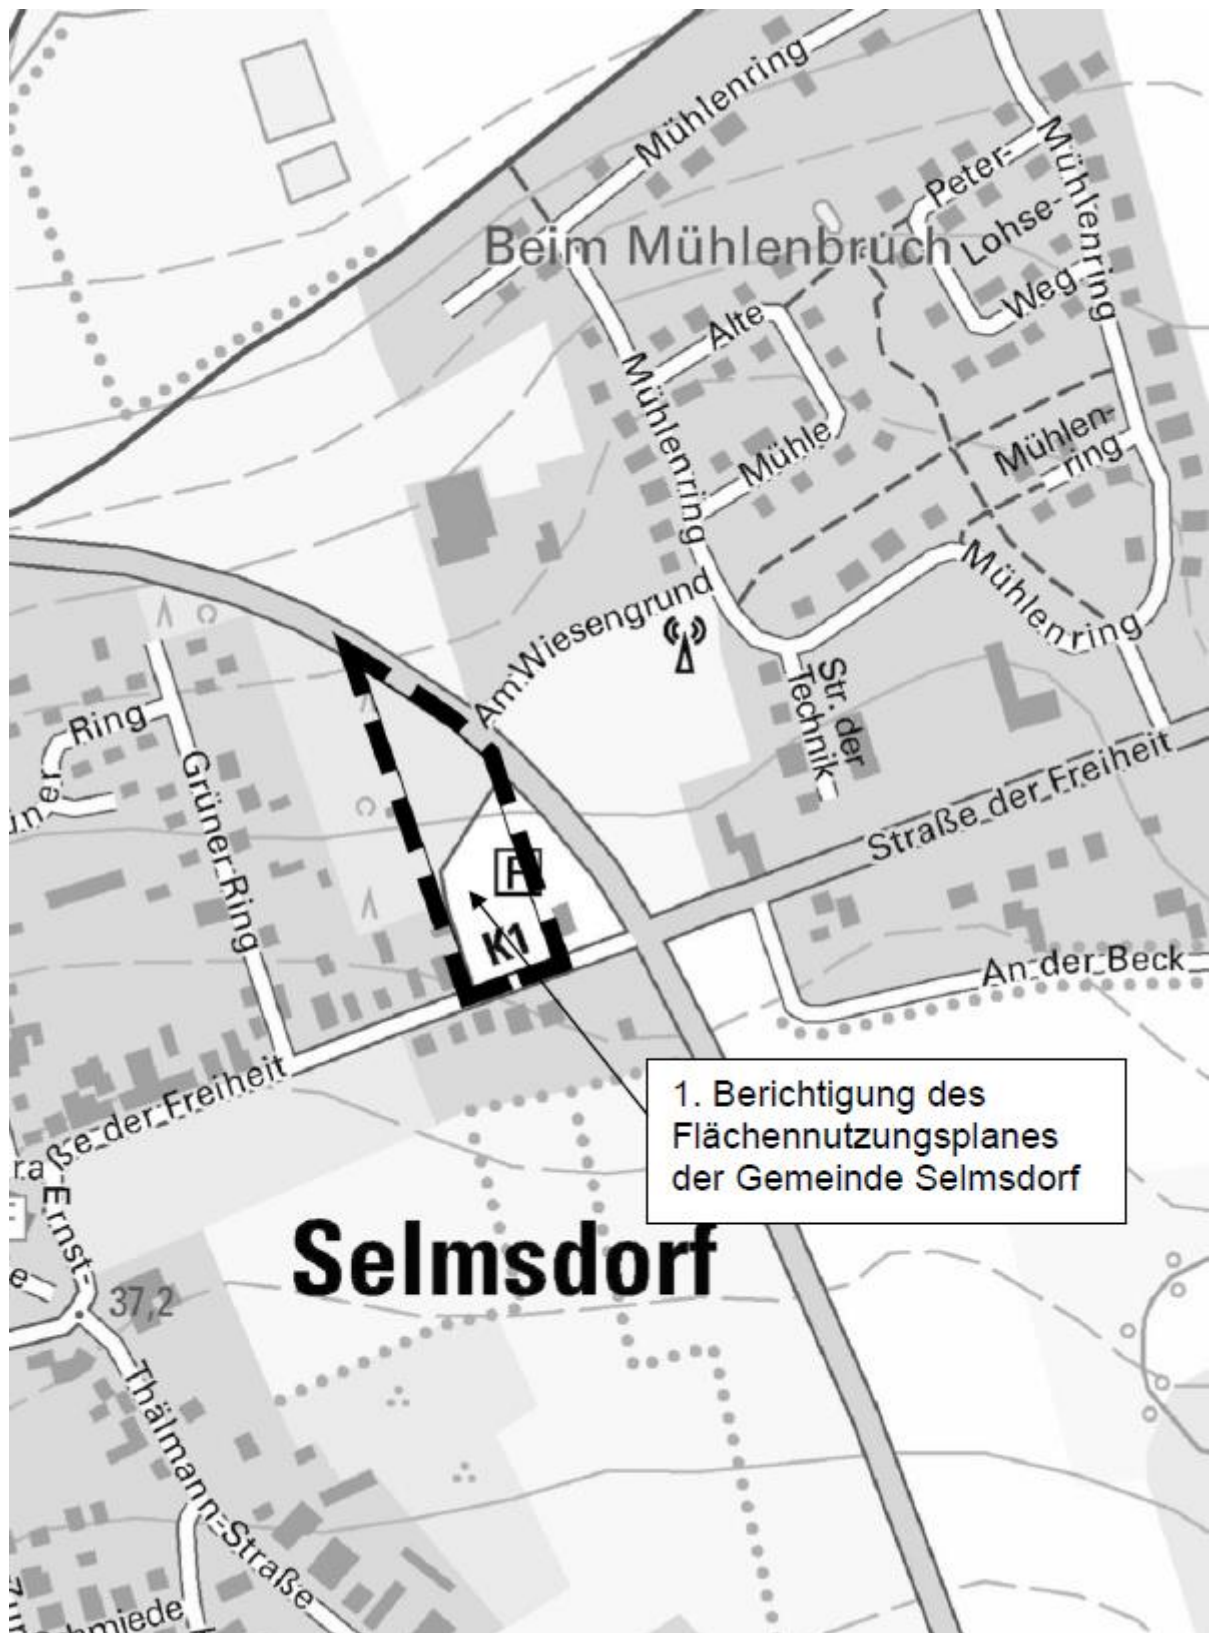 Mühlenring
Mühlenring
Peter-
Lohse-
Weg
Beim Mühlenbruch
Alte
Mühle
Mühlenring
Mühlen-
ring
Mühlenring
Am Wiesengrund
Str. der
Technik
Ring
Grüner Ring
Straße der Freiheit
K1
An der Beck
1. Berichtigung des
Flächennutzungsplanes
der Gemeinde Selmsdorf
ße der Freiheit
Selmsdorf
37,2
Ernst-
Thälmann-Straße